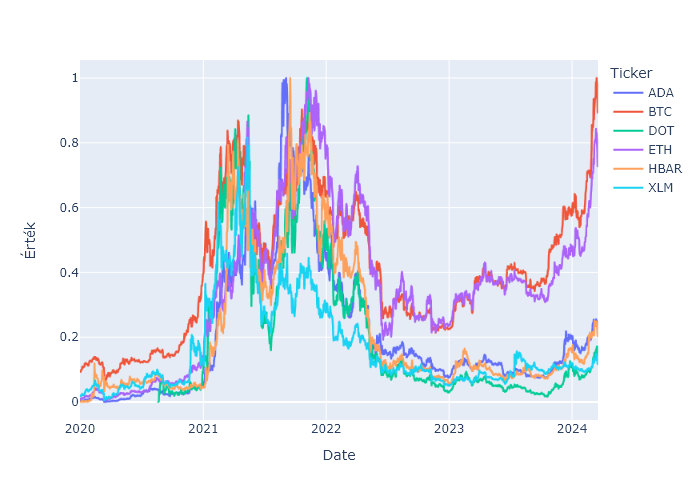 Ticker
ADA
BTC
DOT
ETH
HBAR
XLM
1
0.8
0.6
0.4
0.2
0
Érték
2020
2021
2022
2023
2024
Date